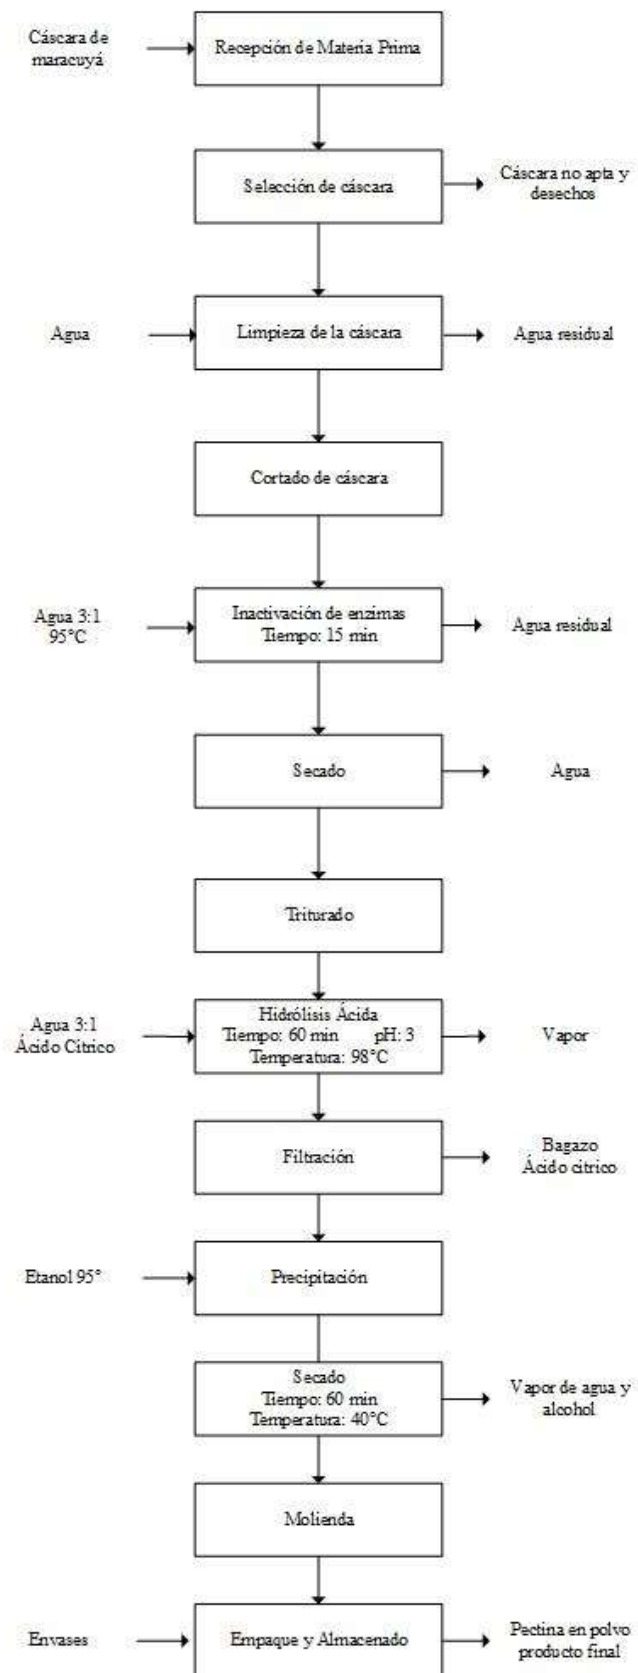 Cáscara de
maracuyá
Recepción de Materia Prima
Selección de cáscara
Cáscara no apta y
desechos
Agua
Limpieza de la cáscara
Agua residual
Cortado de cáscara
Agua 3:1
95°C
Inactivación de enzimas
Tiempo: 15 min
Agua residual
Secado
Agua
Triturado
Agua 3:1
Ácido Cítrico
Hidrólisis Ácida
Tiempo: 60 min pH: 3
Temperatura: 98°C
Vapor
Filtración
Bagazo
Ácido cítrico
Etanol 95°
Precipitación
Secado
Tiempo: 60 min
Temperatura: 40°C
Vapor de agua y
alcohol
Molienda
Envases
Empaque y Almacenado
Pectina en polvo
producto final